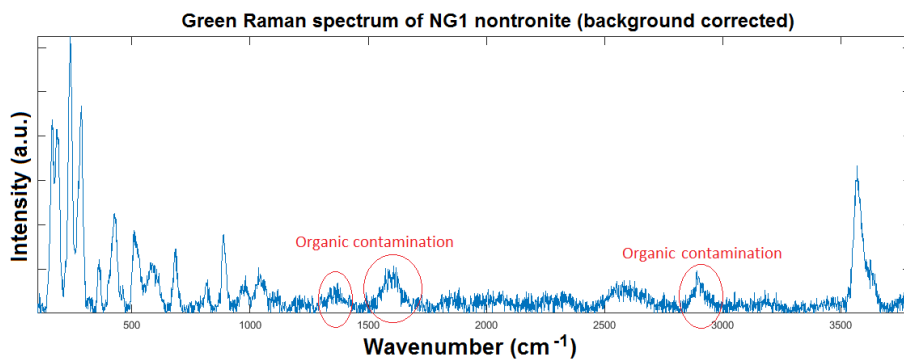 Green Raman spectrum of NG1 nontronite (background corrected)
Intensity (a.u.)
Organic contamination
Organic contamination
500
1000
1500
2000
2500
3000
3500
Wavenumber (cm⁻¹)